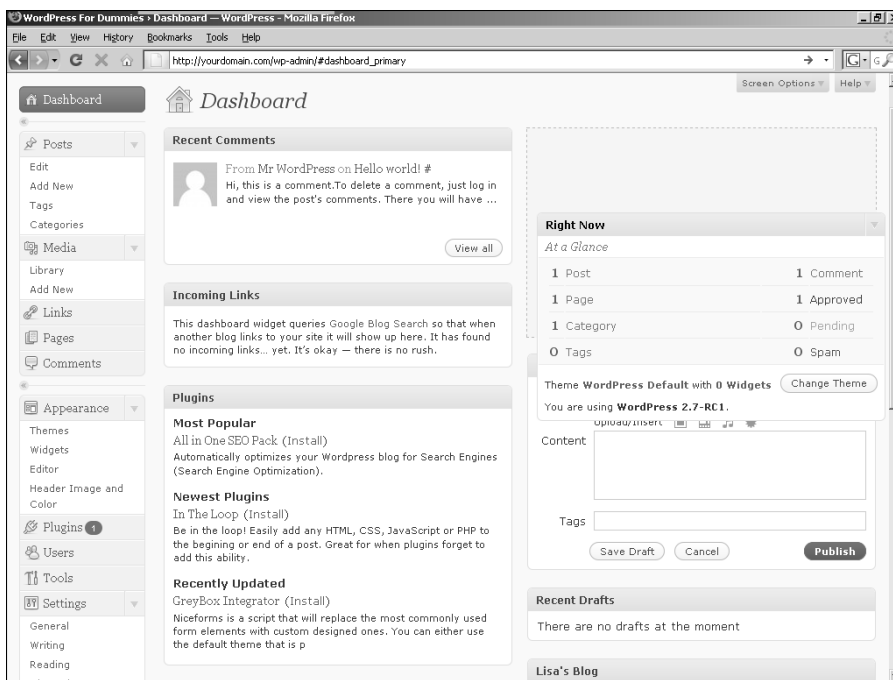 WordPress For Dummies › Dashboard — WordPress - Mozilla Firefox
File Edit View History Bookmarks Tools Help
http://yourdomain.com/wp-admin/#dashboard_primary
G
Screen Options
Help
Dashboard
Posts
Edit
Add New
Tags
Categories
Media
Library
Add New
Links
Pages
Comments
Appearance
Themes
Widgets
Editor
Header Image and
Color
Plugins 1
Users
Tools
Settings
General
Writing
Reading
Dashboard
Recent Comments
From Mr WordPress on Hello world! #
Hi, this is a comment.To delete a comment, just log in
and view the post's comments. There you will have ...
View all
Incoming Links
This dashboard widget queries Google Blog Search so that when
another blog links to your site it will show up here. It has found
no incoming links... yet. It's okay — there is no rush.
Plugins
Most Popular
All in One SEO Pack (Install)
Automatically optimizes your Wordpress blog for Search Engines
(Search Engine Optimization).
Newest Plugins
In The Loop (Install)
Be in the loop! Easily add any HTML, CSS, JavaScript or PHP to
the begining or end of a post. Great for when plugins forget to
add this ability.
Recently Updated
GreyBox Integrator (Install)
Niceforms is a script that will replace the most commonly used
form elements with custom designed ones. You can either use
the default theme that is p
Right Now
At a Glance
1 Post 1 Comment
1 Page 1 Approved
1 Category 0 Pending
0 Tags 0 Spam
Theme WordPress Default with 0 Widgets Change Theme
You are using WordPress 2.7-RC1.
Upload/Insert
Content
Tags
Save Draft Cancel Publish
Recent Drafts
There are no drafts at the moment
Lisa's Blog